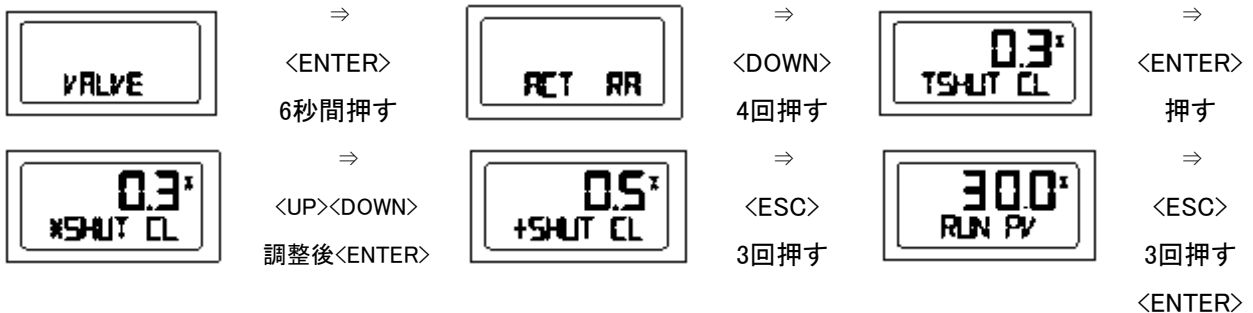 VALVE
⇒
<ENTER>
6秒間押す
ACT RA
⇒
<DOWN>
4回押す
0.3%
TSHUT CL
⇒
<ENTER>
押す
0.3%
*SHUT CL
⇒
<UP><DOWN>
調整後<ENTER>
0.5%
+SHUT CL
⇒
<ESC>
3回押す
30.0%
RUN PV
⇒
<ESC>
3回押す
<ENTER>